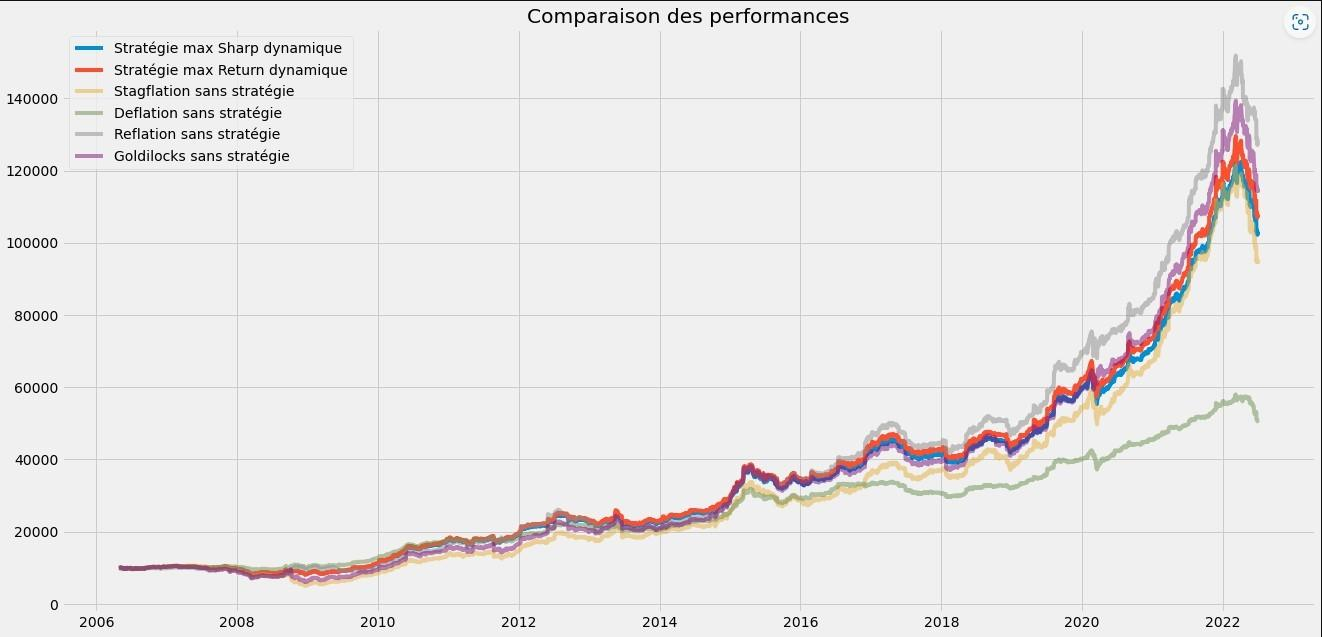 Comparaison des performances
Stratégie max Sharp dynamique
Stratégie max Return dynamique
Stagflation sans stratégie
Deflation sans stratégie
Reflation sans stratégie
Goldilocks sans stratégie
140000
120000
100000
80000
60000
40000
20000
0
2006 2008 2010 2012 2014 2016 2018 2020 2022